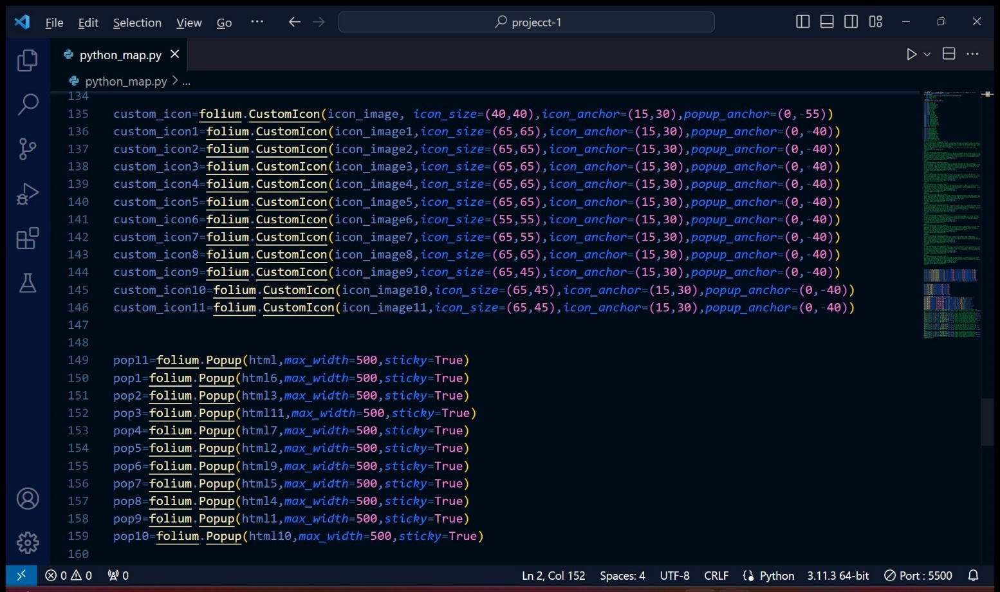 File Edit Selection View Go ··· ← → projecct-1
python_map.py ×
python_map.py > ...
134
135 custom_icon=folium.CustomIcon(icon_image, icon_size=(40,40),icon_anchor=(15,30),popup_anchor=(0,-55))
136 custom_icon1=folium.CustomIcon(icon_image1,icon_size=(65,65),icon_anchor=(15,30),popup_anchor=(0,-40))
137 custom_icon2=folium.CustomIcon(icon_image2,icon_size=(65,65),icon_anchor=(15,30),popup_anchor=(0,-40))
138 custom_icon3=folium.CustomIcon(icon_image3,icon_size=(65,65),icon_anchor=(15,30),popup_anchor=(0,-40))
139 custom_icon4=folium.CustomIcon(icon_image4,icon_size=(65,65),icon_anchor=(15,30),popup_anchor=(0,-40))
140 custom_icon5=folium.CustomIcon(icon_image5,icon_size=(65,65),icon_anchor=(15,30),popup_anchor=(0,-40))
141 custom_icon6=folium.CustomIcon(icon_image6,icon_size=(55,55),icon_anchor=(15,30),popup_anchor=(0,-40))
142 custom_icon7=folium.CustomIcon(icon_image7,icon_size=(65,55),icon_anchor=(15,30),popup_anchor=(0,-40))
143 custom_icon8=folium.CustomIcon(icon_image8,icon_size=(65,65),icon_anchor=(15,30),popup_anchor=(0,-40))
144 custom_icon9=folium.CustomIcon(icon_image9,icon_size=(65,45),icon_anchor=(15,30),popup_anchor=(0,-40))
145 custom_icon10=folium.CustomIcon(icon_image10,icon_size=(65,45),icon_anchor=(15,30),popup_anchor=(0,-40))
146 custom_icon11=folium.CustomIcon(icon_image11,icon_size=(65,45),icon_anchor=(15,30),popup_anchor=(0,-40))
147
148
149 pop11=folium.Popup(html,max_width=500,sticky=True)
150 pop1=folium.Popup(html6,max_width=500,sticky=True)
151 pop2=folium.Popup(html3,max_width=500,sticky=True)
152 pop3=folium.Popup(html11,max_width=500,sticky=True)
153 pop4=folium.Popup(html7,max_width=500,sticky=True)
154 pop5=folium.Popup(html2,max_width=500,sticky=True)
155 pop6=folium.Popup(html9,max_width=500,sticky=True)
156 pop7=folium.Popup(html5,max_width=500,sticky=True)
157 pop8=folium.Popup(html4,max_width=500,sticky=True)
158 pop9=folium.Popup(html1,max_width=500,sticky=True)
159 pop10=folium.Popup(html10,max_width=500,sticky=True)
160
0 0 0 Ln 2, Col 152 Spaces: 4 UTF-8 CRLF Python 3.11.3 64-bit Port : 5500